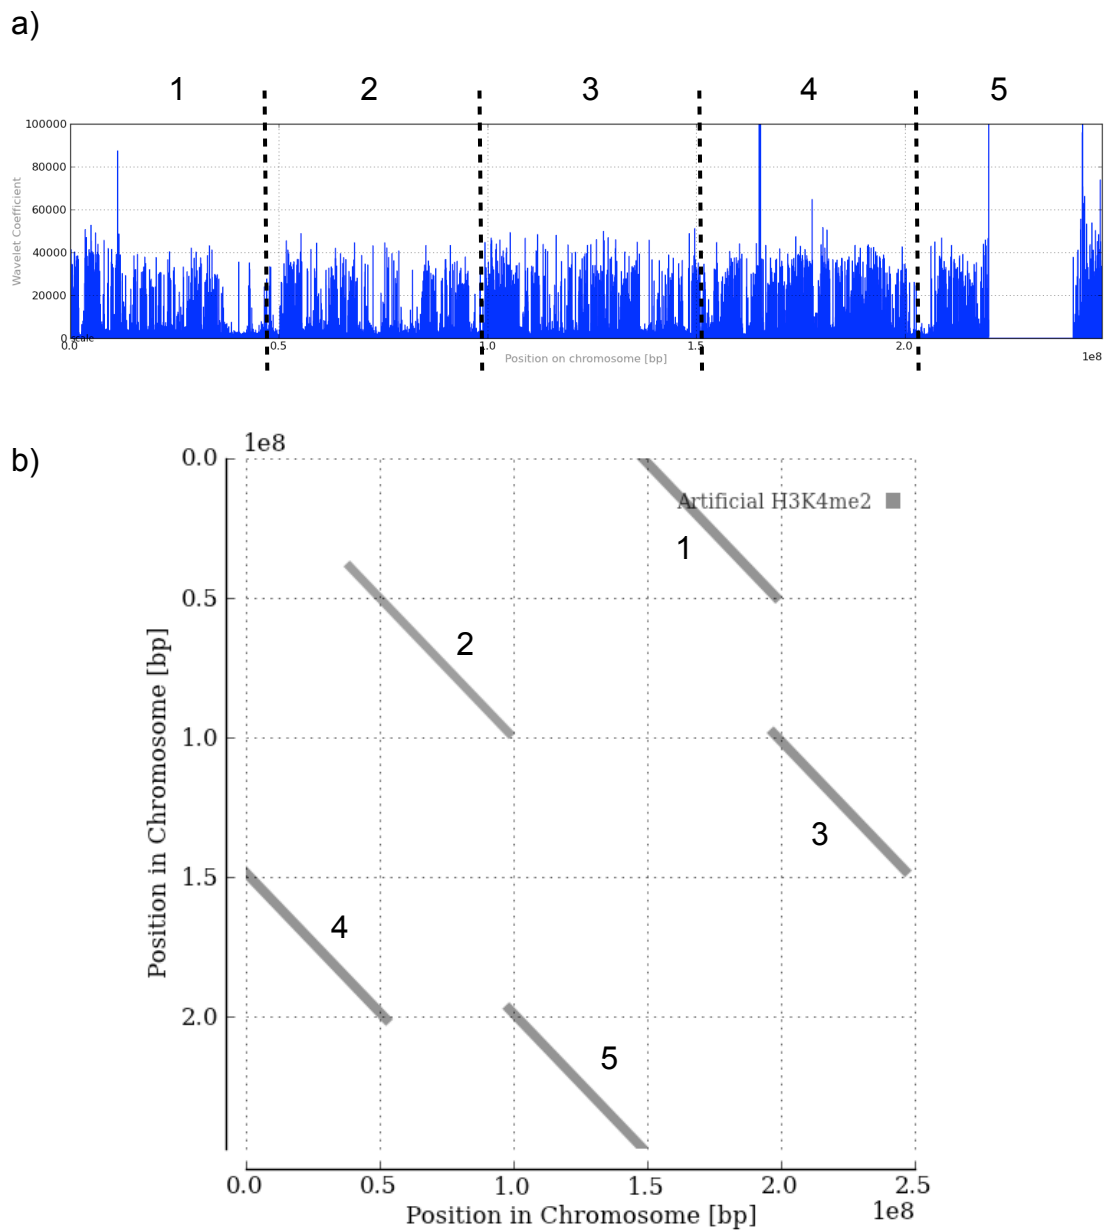 a)
1 2 3 4 5
100000
80000
60000
40000
20000
0
Wavelet Coefficient
scale
0.0 0.5 1.0 1.5 2.0
Position on chromosome [bp]
1e8
b)
1e8
0.0
Artificial H3K4me2
1
0.5
2
1.0
3
1.5
4
2.0
5
Position in Chromosome [bp]
0.0 0.5 1.0 1.5 2.0 2.5
1e8
Position in Chromosome [bp]